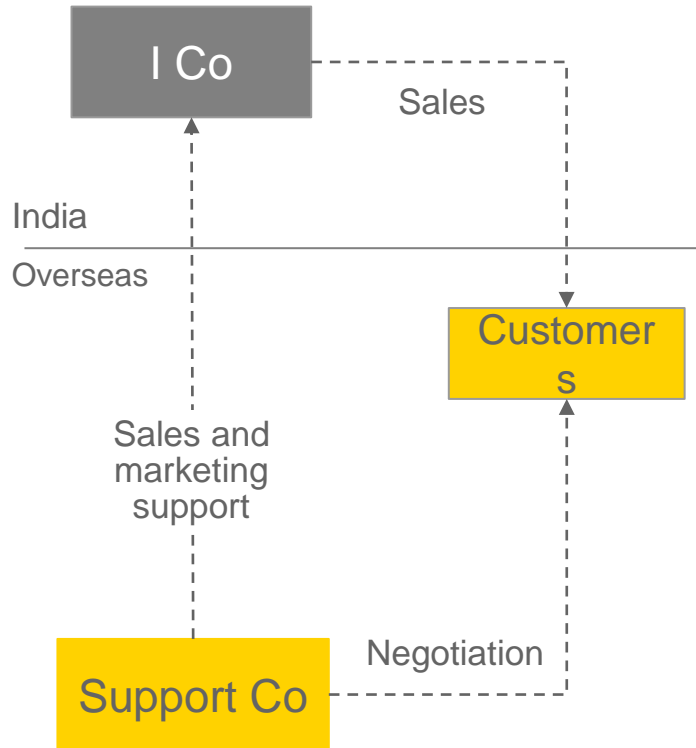 I Co
Sales
India
Overseas
Customer
s
Sales and
marketing
support
Negotiation
Support Co